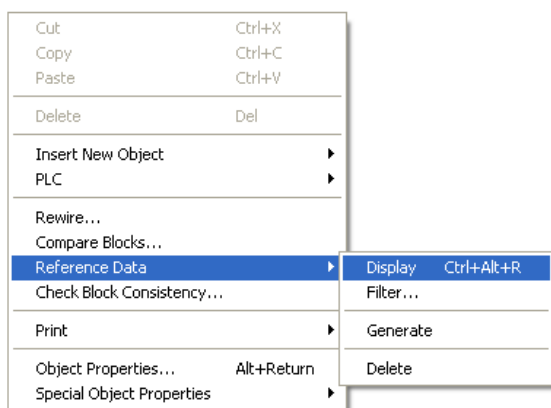 Cut Ctrl+X
Copy Ctrl+C
Paste Ctrl+V
Delete Del
Insert New Object
PLC
Rewire...
Compare Blocks...
Reference Data
Display Ctrl+Alt+R
Check Block Consistency...
Filter...
Print
Generate
Object Properties... Alt+Return
Delete
Special Object Properties